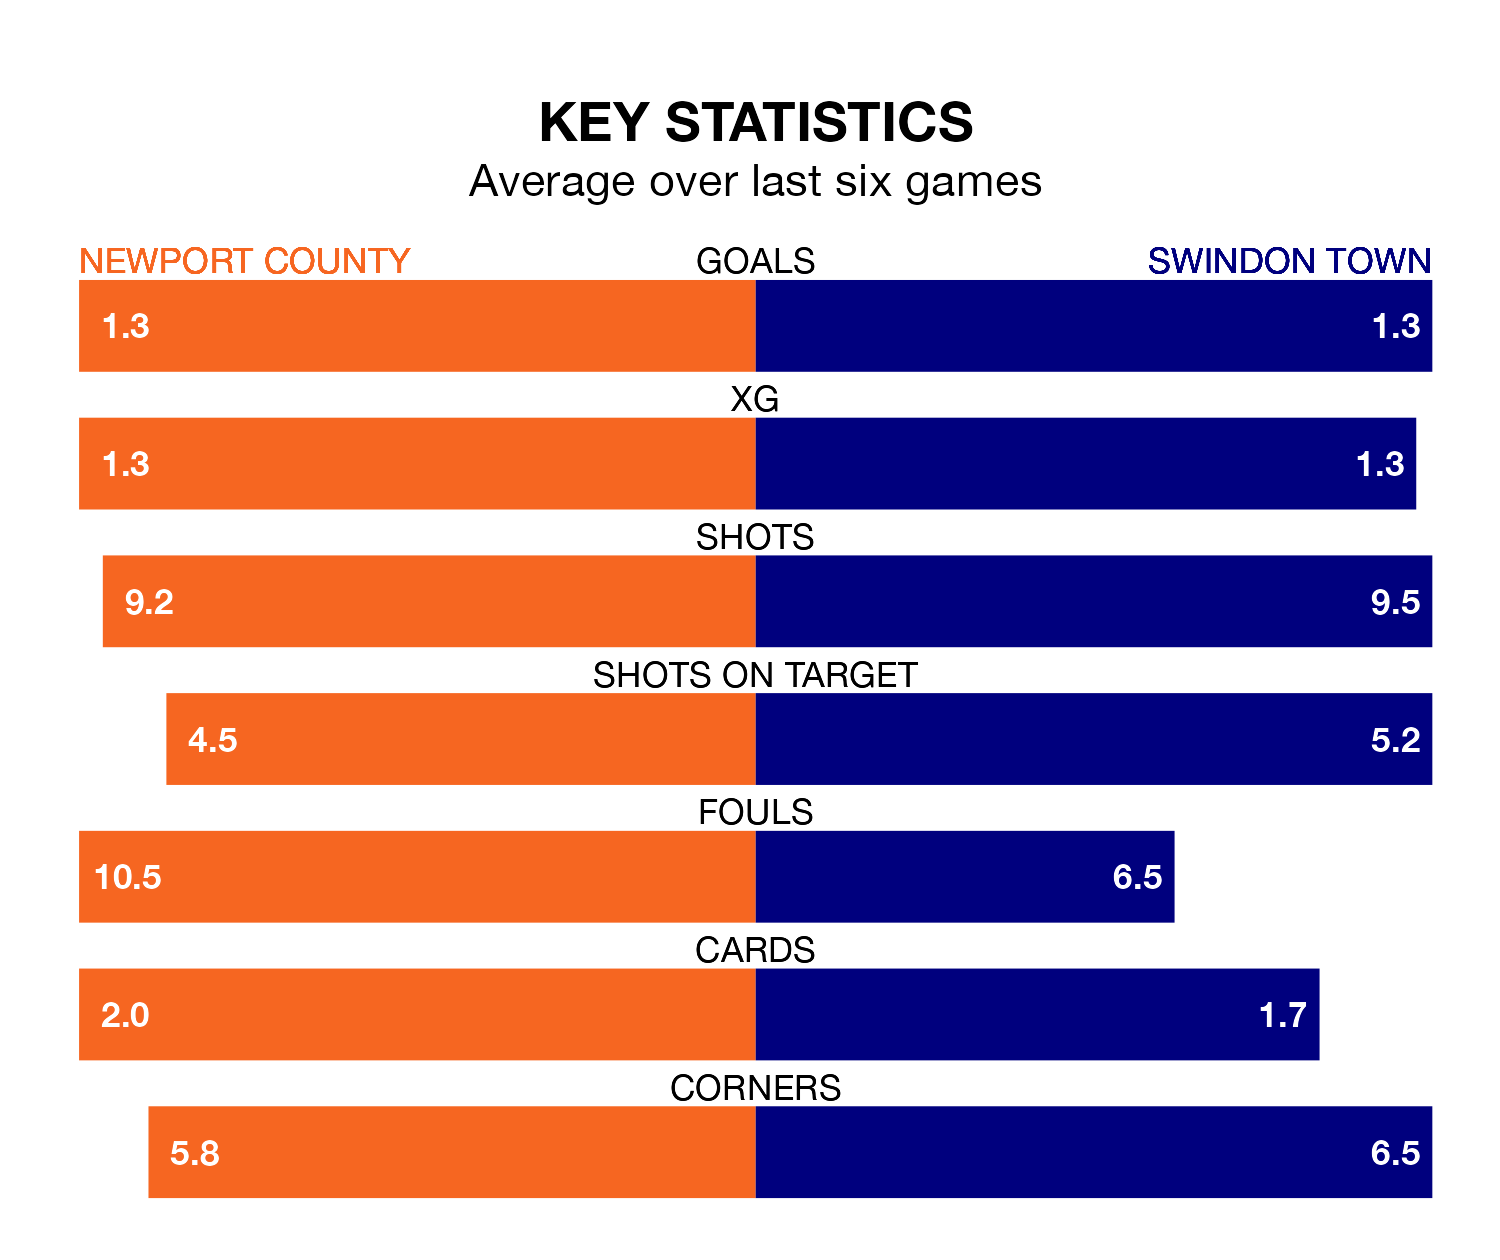 KEY STATISTICS
Average over last six games
NEWPORT COUNTY GOALS SWINDON TOWN
1.3 1.3
XG
1.3 1.3
SHOTS
9.2 9.5
SHOTS ON TARGET
4.5 5.2
FOULS
10.5 6.5
CARDS
2.0 1.7
CORNERS
5.8 6.5